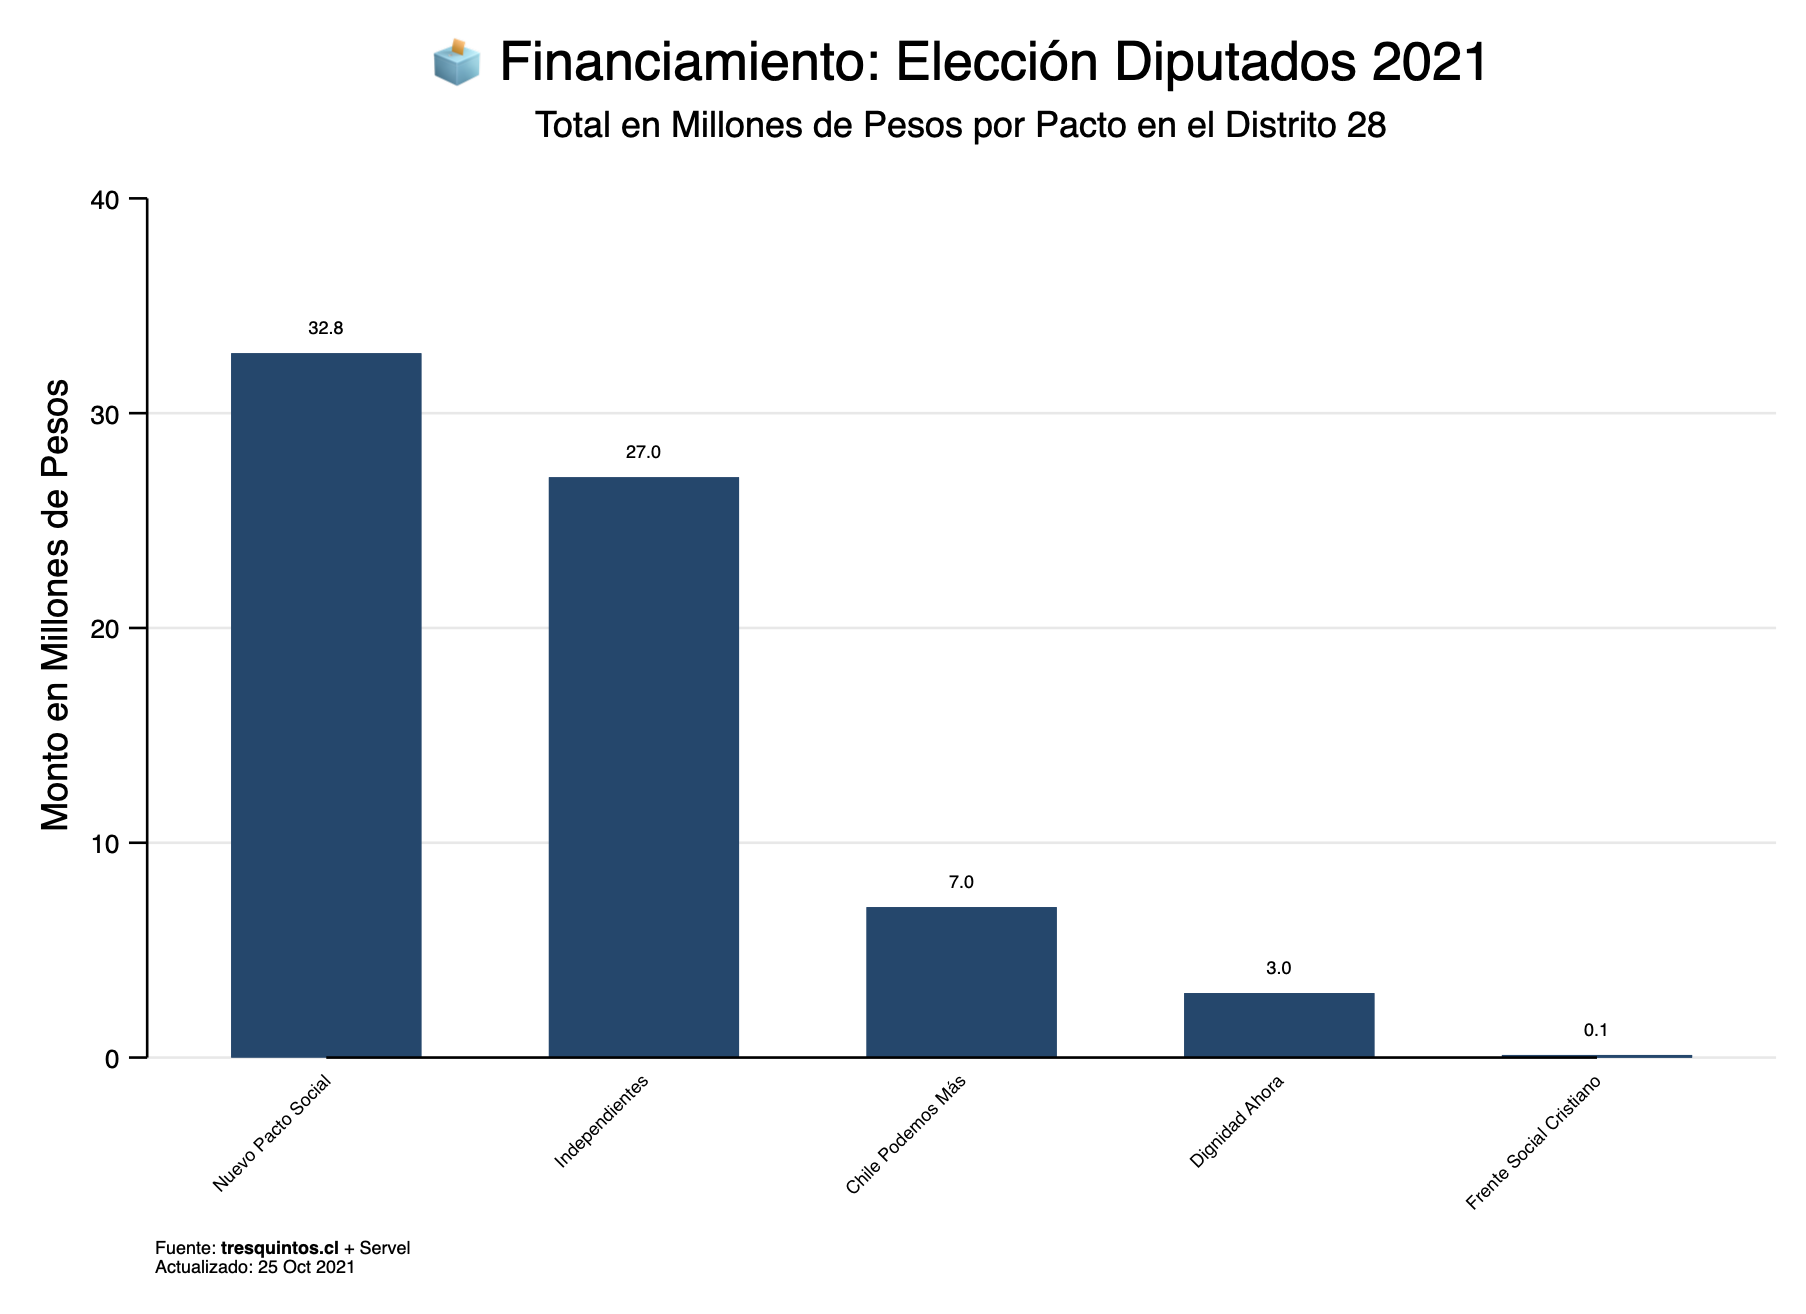 Financiamiento: Elección Diputados 2021
Total en Millones de Pesos por Pacto en el Distrito 28
Monto en Millones de Pesos
40
30
20
10
0
32.8
27.0
7.0
3.0
0.1
Nuevo Pacto Social
Independientes
Chile Podemos Más
Dignidad Ahora
Frente Social Cristiano
Fuente: tresquintos.cl + Servel
Actualizado: 25 Oct 2021